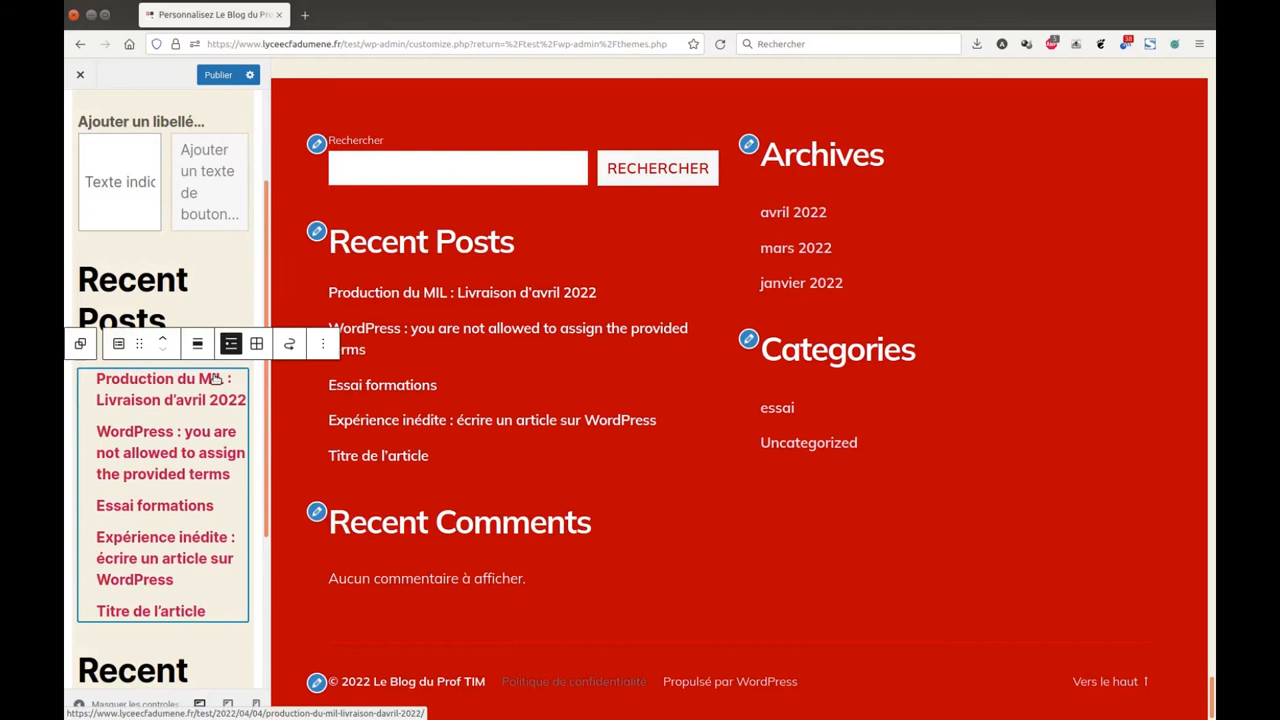 Personnalisez Le Blog du Pr
https://www.lyceecfadumene.fr/test/wp-admin/customize.php?return=%2Ftest%2Fwp-admin%2Fthemes.php
Rechercher
Publier
Ajouter un libellé…
Texte indic
Ajouter
un texte
de
bouton…
Recent
Posts
Production du MIL :
Livraison d'avril 2022
WordPress : you are
not allowed to assign
the provided terms
Essai formations
Expérience inédite :
écrire un article sur
WordPress
Titre de l'article
Recent
Masquer les contrôles
https://www.lyceecfadumene.fr/test/2022/04/04/production-du-mil-livraison-davril-2022/
Rechercher
RECHERCHER
Recent Posts
Production du MIL : Livraison d'avril 2022
WordPress : you are not allowed to assign the provided
terms
Essai formations
Expérience inédite : écrire un article sur WordPress
Titre de l'article
Recent Comments
Aucun commentaire à afficher.
Archives
avril 2022
mars 2022
janvier 2022
Categories
essai
Uncategorized
© 2022 Le Blog du Prof TIM
Politique de confidentialité
Propulsé par WordPress
Vers le haut ↑